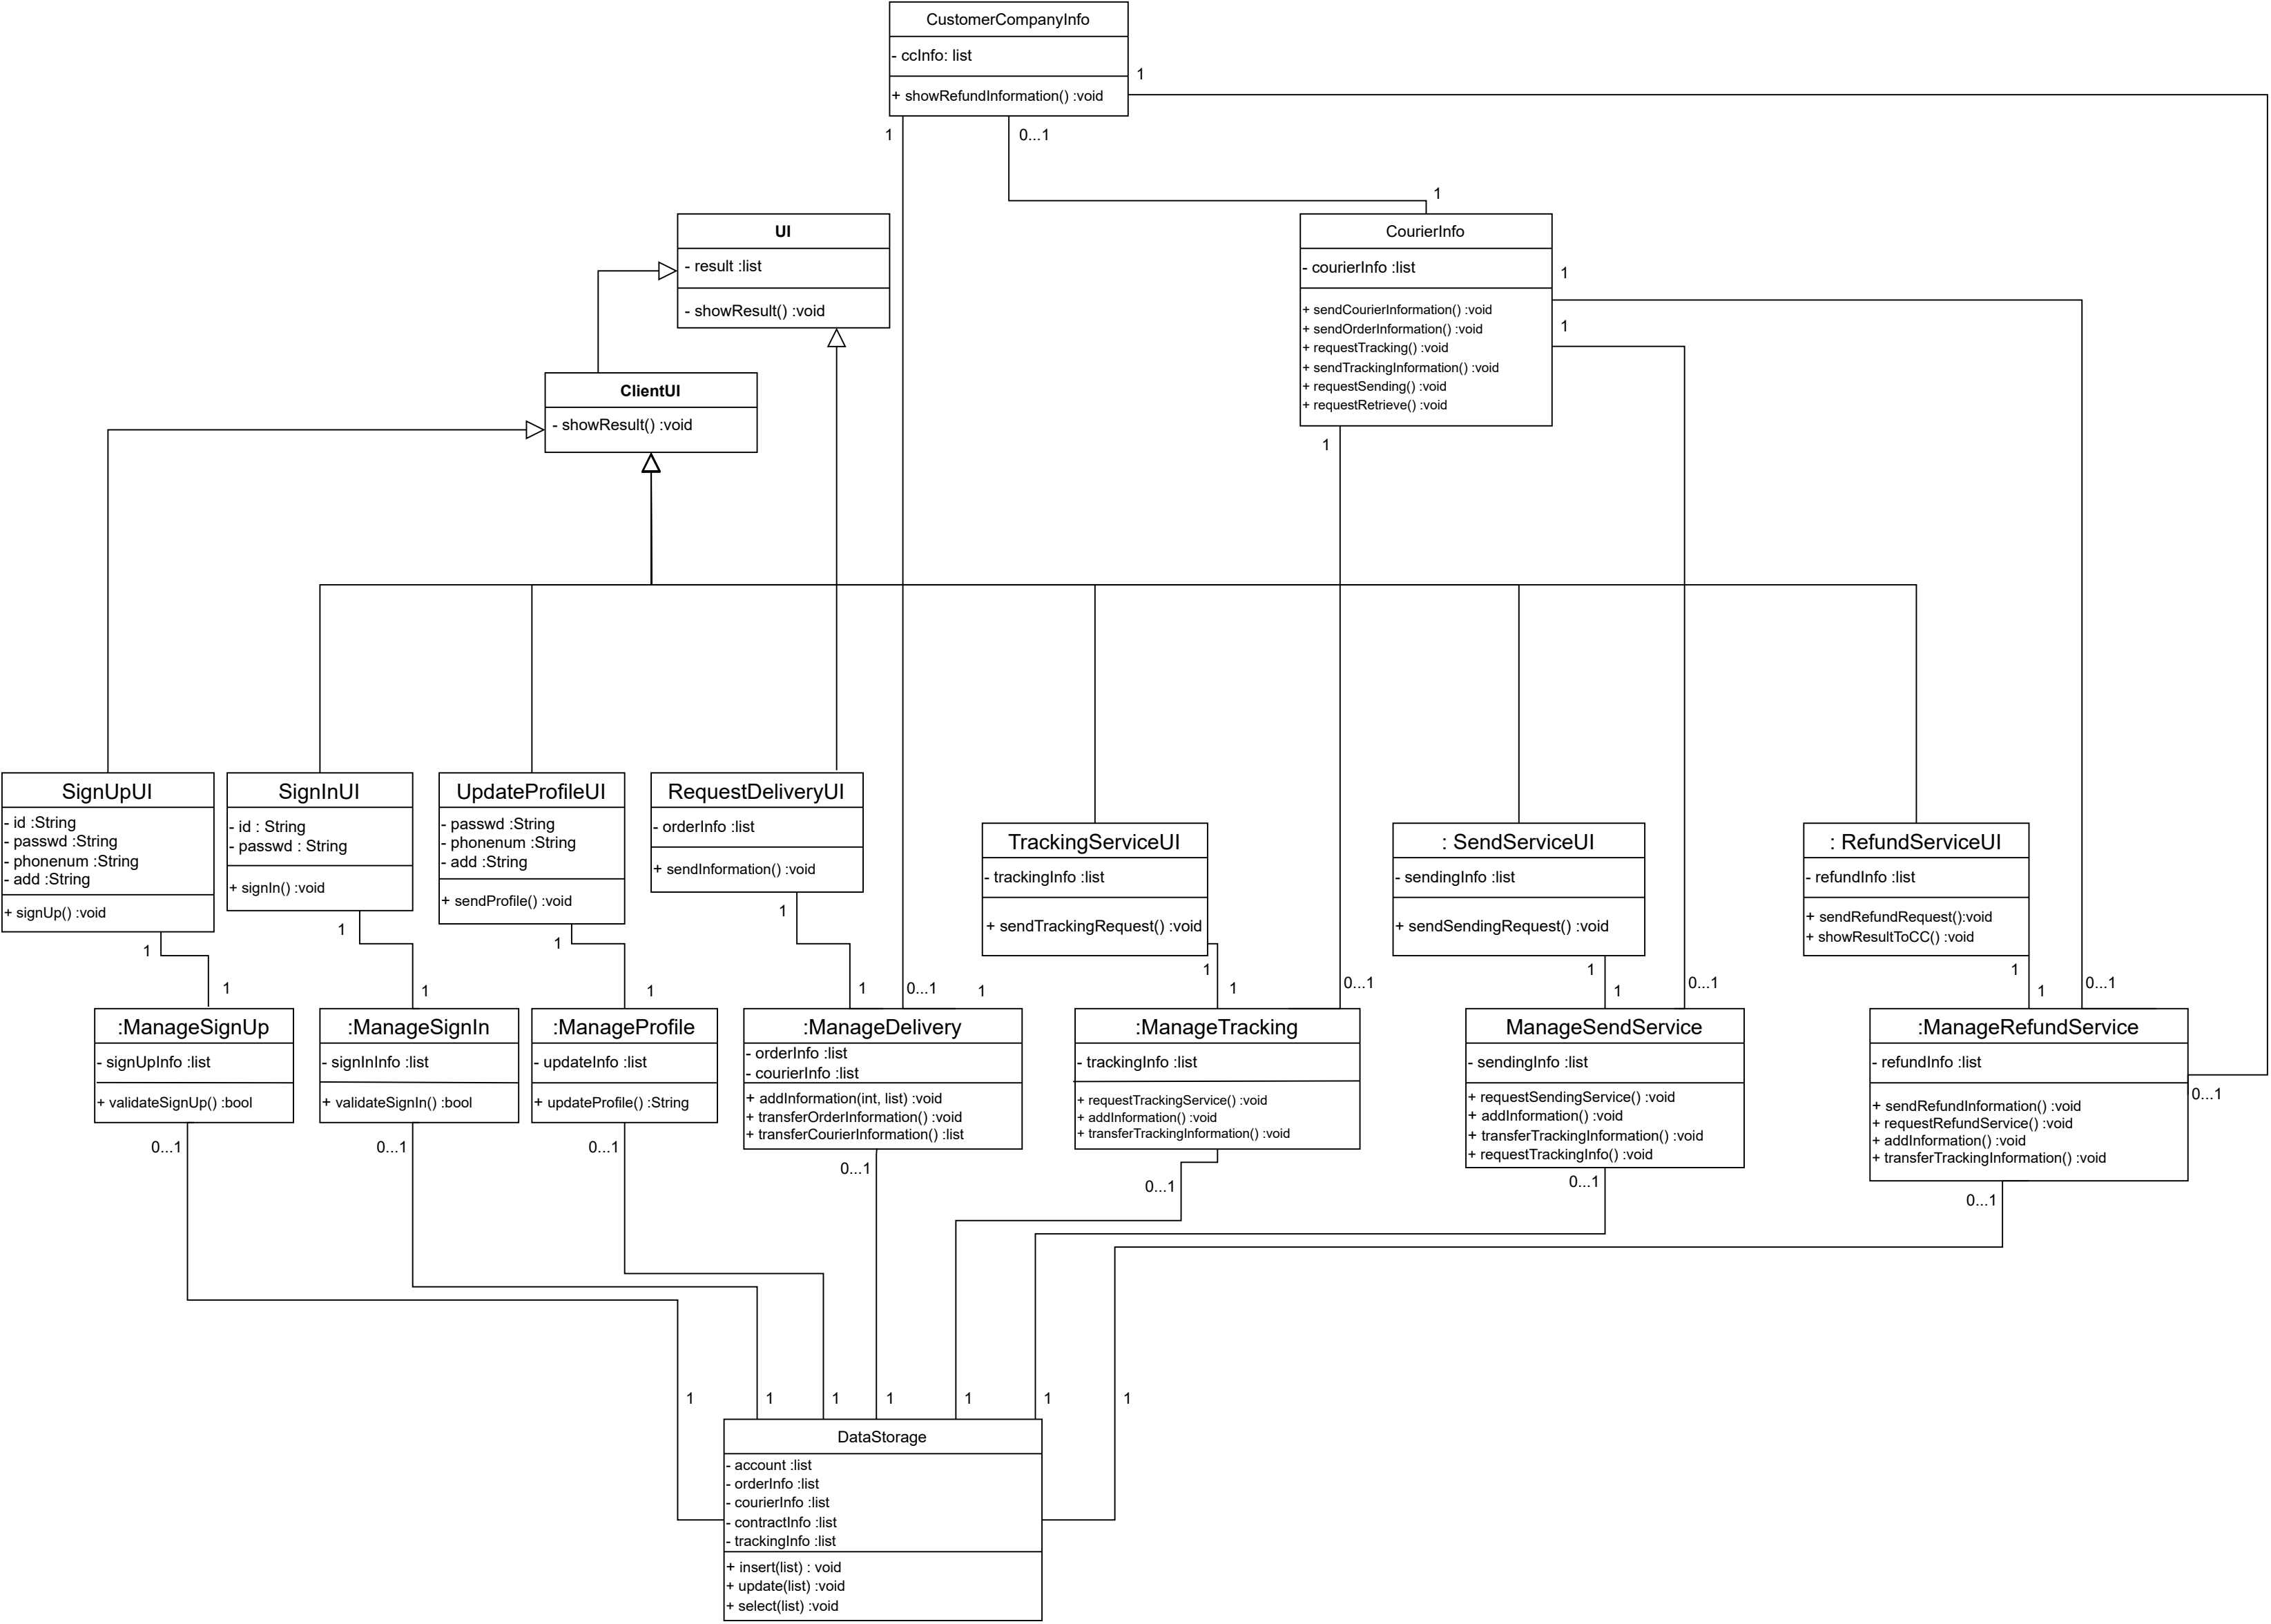 CustomerCompanyInfo
- ccInfo: list
+ showRefundInformation() :void
1
1
0...1
1
UI
- result :list
- showResult() :void
CourierInfo
- courierInfo :list
+ sendCourierInformation() :void
+ sendOrderInformation() :void
+ requestTracking() :void
+ sendTrackingInformation() :void
+ requestSending() :void
+ requestRetrieve() :void
1
1
1
ClientUI
- showResult() :void
SignUpUI
- id :String
- passwd :String
- phonenum :String
- add :String
+ signUp() :void
1
1
SignInUI
- id : String
- passwd : String
+ signIn() :void
1
1
UpdateProfileUI
- passwd :String
- phonenum :String
- add :String
+ sendProfile() :void
1
1
RequestDeliveryUI
- orderInfo :list
+ sendInformation() :void
1
1
0...1
1
TrackingServiceUI
- trackingInfo :list
+ sendTrackingRequest() :void
1
1
0...1
: SendServiceUI
- sendingInfo :list
+ sendSendingRequest() :void
1
1
0...1
: RefundServiceUI
- refundInfo :list
+ sendRefundRequest():void
+ showResultToCC() :void
1
1
0...1
:ManageSignUp
- signUpInfo :list
+ validateSignUp() :bool
0...1
:ManageSignIn
- signInInfo :list
+ validateSignIn() :bool
0...1
:ManageProfile
- updateInfo :list
+ updateProfile() :String
0...1
:ManageDelivery
- orderInfo :list
- courierInfo :list
+ addInformation(int, list) :void
+ transferOrderInformation() :void
+ transferCourierInformation() :list
0...1
:ManageTracking
- trackingInfo :list
+ requestTrackingService() :void
+ addInformation() :void
+ transferTrackingInformation() :void
0...1
ManageSendService
- sendingInfo :list
+ requestSendingService() :void
+ addInformation() :void
+ transferTrackingInformation() :void
+ requestTrackingInfo() :void
0...1
:ManageRefundService
- refundInfo :list
+ sendRefundInformation() :void
+ requestRefundService() :void
+ addInformation() :void
+ transferTrackingInformation() :void
0...1
0...1
1
1
1
1
1
1
1
DataStorage
- account :list
- orderInfo :list
- courierInfo :list
- contractInfo :list
- trackingInfo :list
+ insert(list) : void
+ update(list) :void
+ select(list) :void